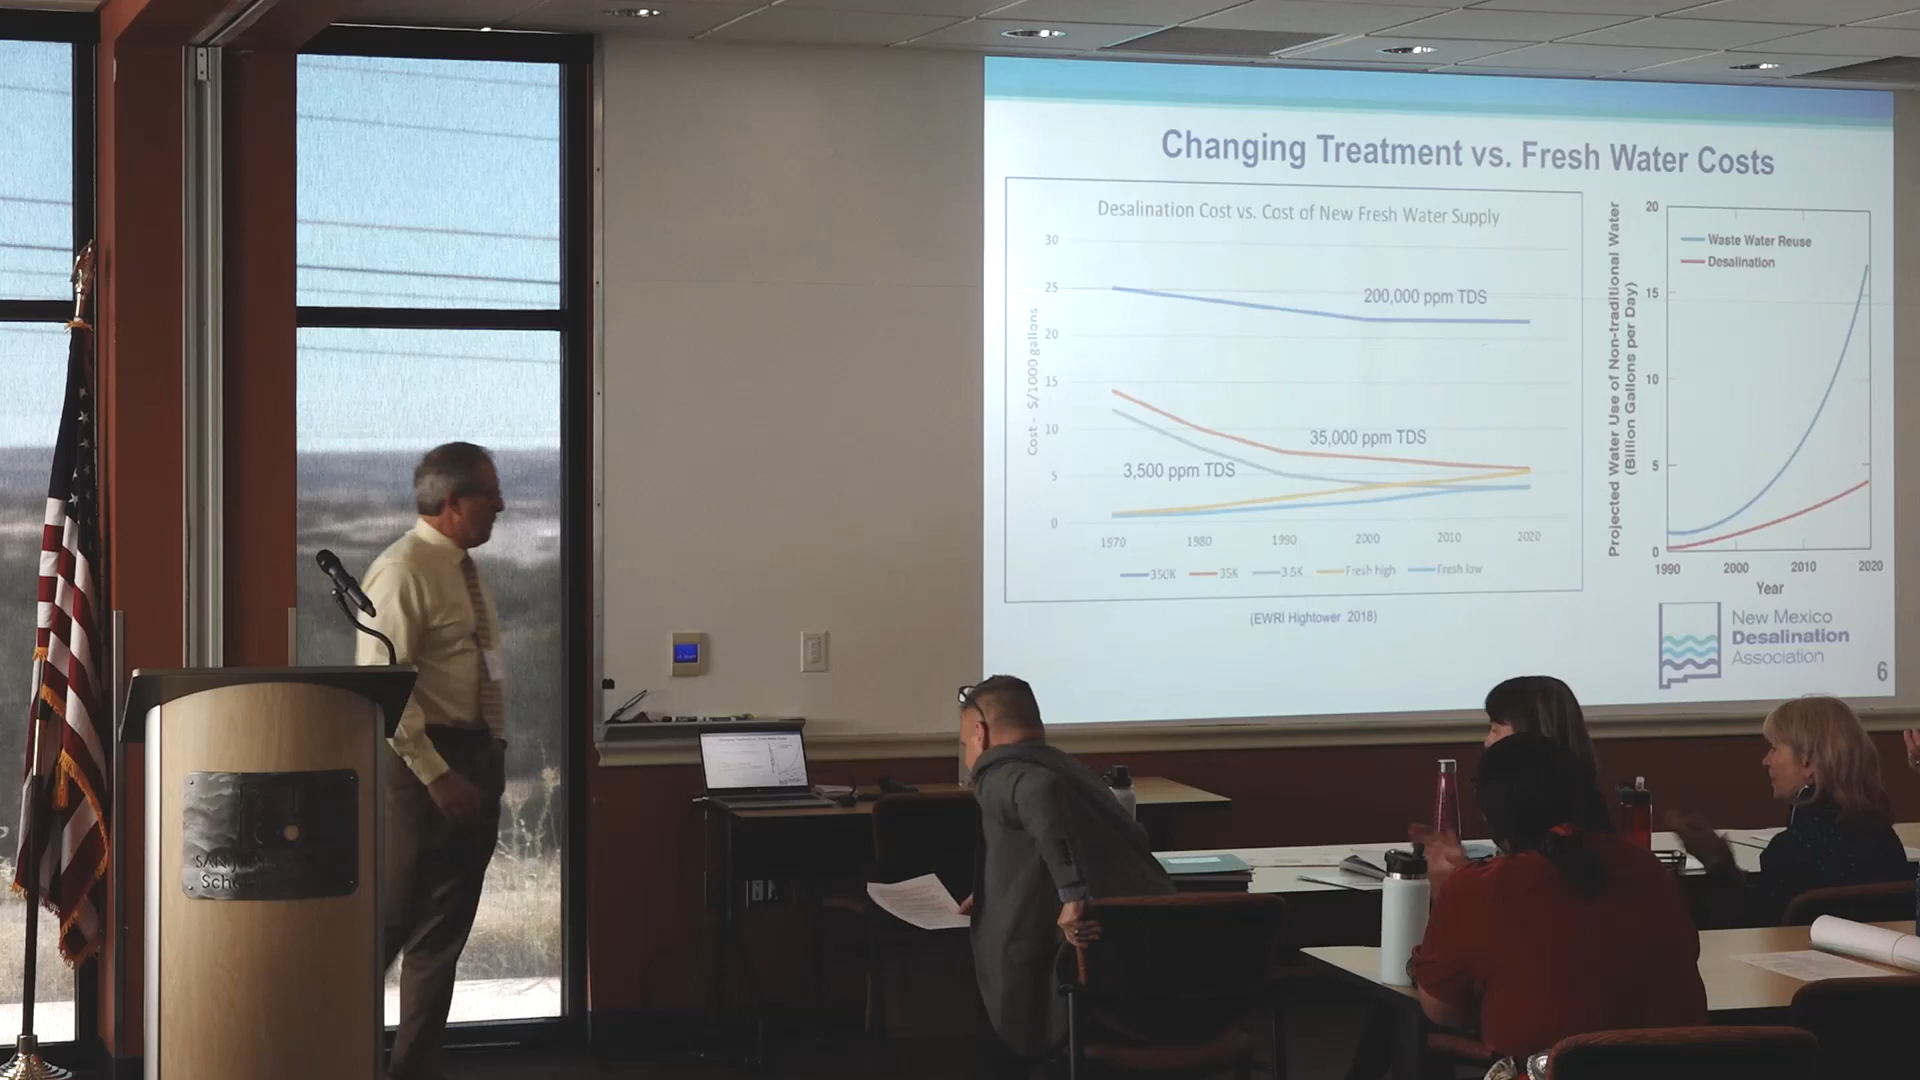 Changing Treatment vs. Fresh Water Costs
Desalination Cost vs. Cost of New Fresh Water Supply
Cost - $/1000 gallons
30
25
20
15
10
5
0
200,000 ppm TDS
35,000 ppm TDS
3,500 ppm TDS
1970 1980 1990 2000 2010 2020
350K 35K 3.5K Fresh high Fresh low
(EWRI Hightower 2018)
Projected Water Use of Non-traditional Water
(Billion Gallons per Day)
20
15
10
5
0
Waste Water Reuse
Desalination
1990 2000 2010 2020
Year
New Mexico
Desalination
Association
6